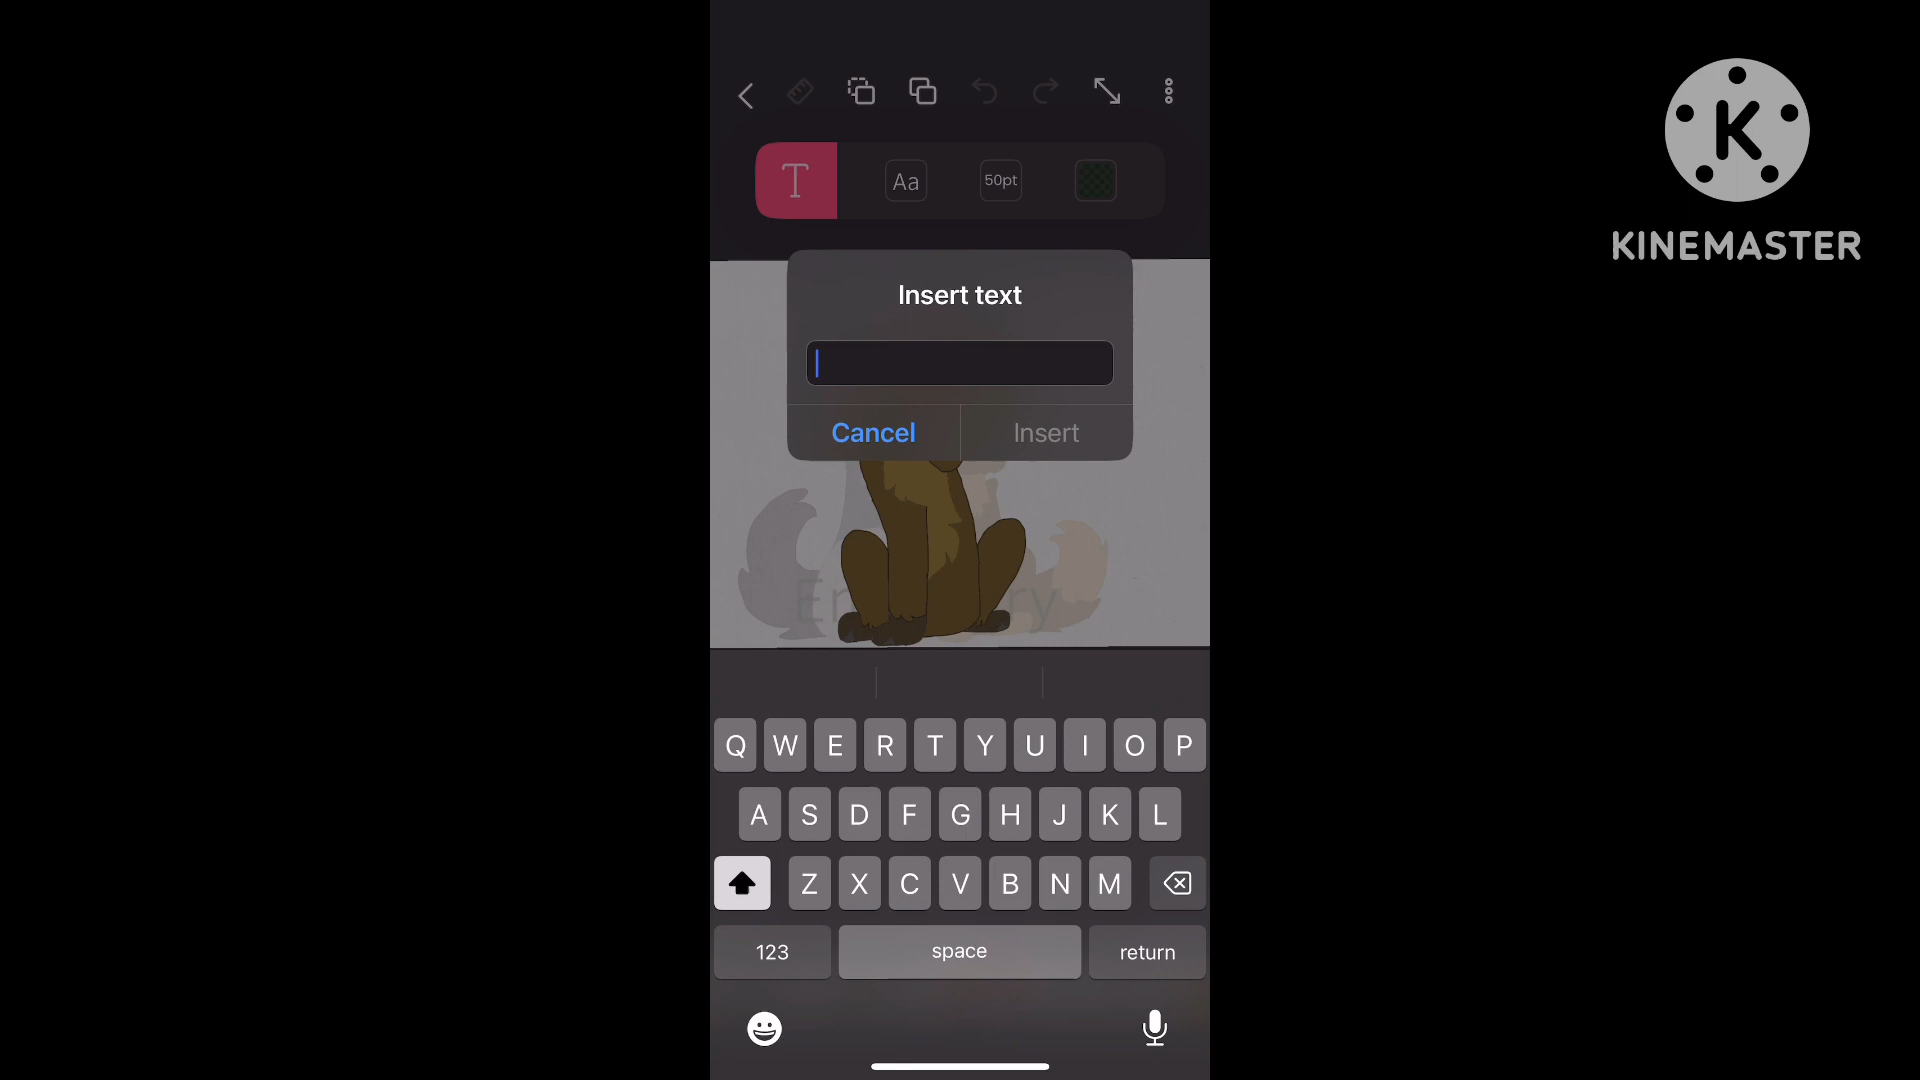 K
KINEMASTER
T
Aa
50pt
Insert text
Cancel
Insert
Q W E R T Y U I O P
A S D F G H J K L
Z X C V B N M
123
space
return